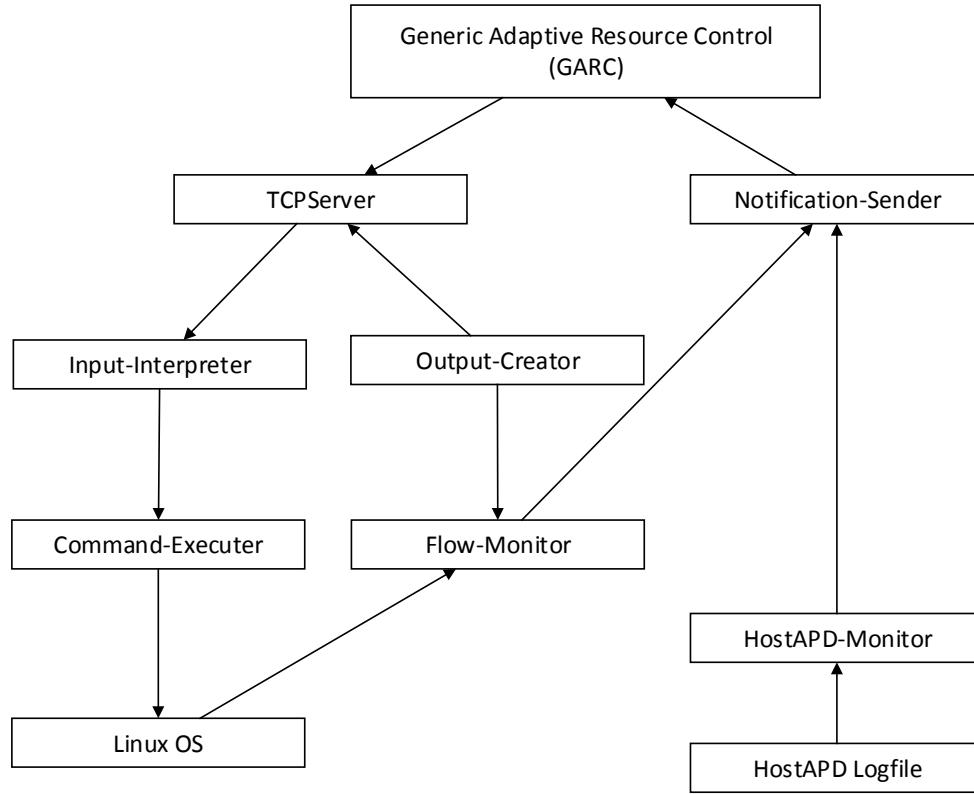 Generic Adaptive Resource Control
(GARC)
TCPServer
Notification-Sender
Input-Interpreter
Output-Creator
Command-Executer
Flow-Monitor
HostAPD-Monitor
Linux OS
HostAPD Logfile